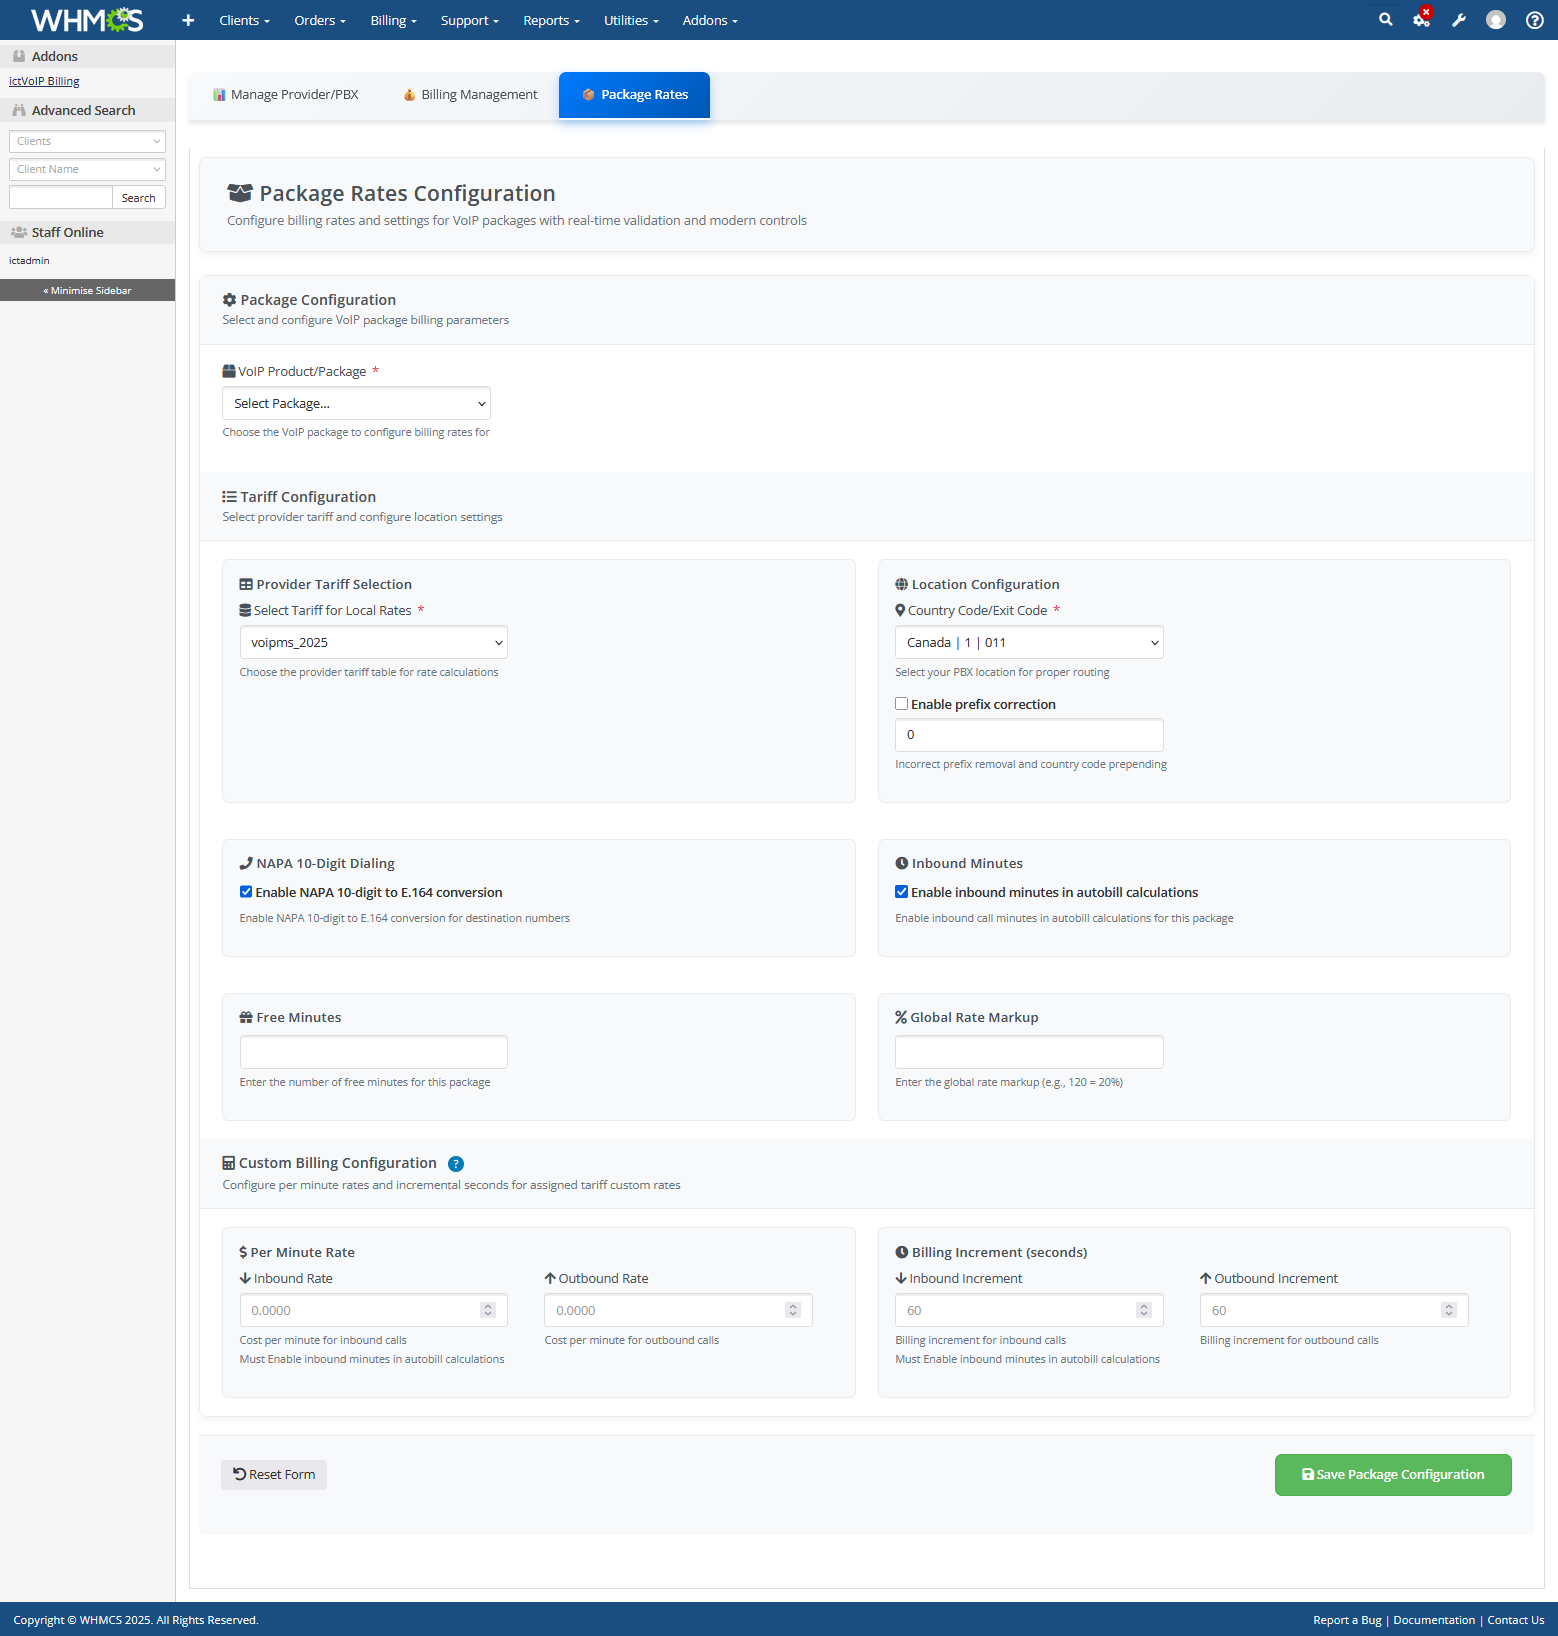 WHMCS
Clients
Orders
Billing
Support
Reports
Utilities
Addons
Addons
ictVoIP Billing
Advanced Search
Clients
Client Name
Search
Staff Online
ictadmin
« Minimise Sidebar
Manage Provider/PBX
Billing Management
Package Rates
Package Rates Configuration
Configure billing rates and settings for VoIP packages with real-time validation and modern controls
Package Configuration
Select and configure VoIP package billing parameters
VoIP Product/Package *
Select Package...
Choose the VoIP package to configure billing rates for
Tariff Configuration
Select provider tariff and configure location settings
Provider Tariff Selection
Select Tariff for Local Rates *
voipms_2025
Choose the provider tariff table for rate calculations
Location Configuration
Country Code/Exit Code *
Canada | 1 | 011
Select your PBX location for proper routing
Enable prefix correction
0
Incorrect prefix removal and country code prepending
NAPA 10-Digit Dialing
Enable NAPA 10-digit to E.164 conversion
Enable NAPA 10-digit to E.164 conversion for destination numbers
Inbound Minutes
Enable inbound minutes in autobill calculations
Enable inbound call minutes in autobill calculations for this package
Free Minutes
Enter the number of free minutes for this package
Global Rate Markup
Enter the global rate markup (e.g., 120 = 20%)
Custom Billing Configuration ?
Configure per minute rates and incremental seconds for assigned tariff custom rates
Per Minute Rate
Inbound Rate
0.0000
Cost per minute for inbound calls
Must Enable inbound minutes in autobill calculations
Outbound Rate
0.0000
Cost per minute for outbound calls
Billing Increment (seconds)
Inbound Increment
60
Billing increment for inbound calls
Must Enable inbound minutes in autobill calculations
Outbound Increment
60
Billing increment for outbound calls
Reset Form
Save Package Configuration
Copyright © WHMCS 2025. All Rights Reserved.
Report a Bug | Documentation | Contact Us